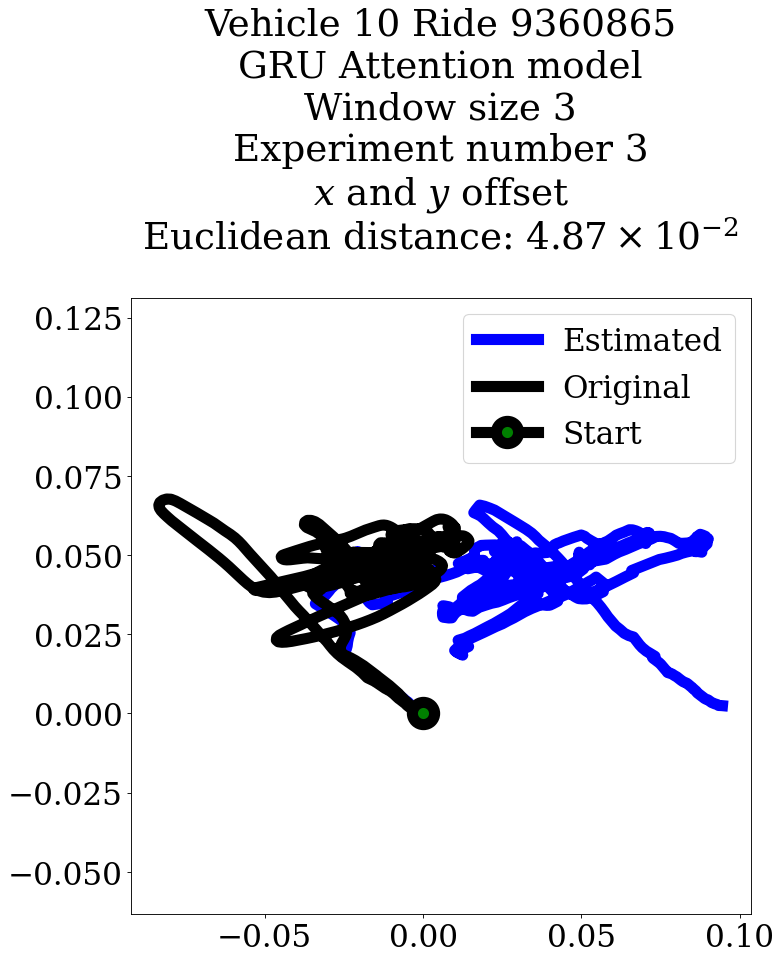 Vehicle 10 Ride 9360865
GRU Attention model
Window size 3
Experiment number 3
x and y offset
Euclidean distance: 4.87 × 10⁻²
Estimated
Original
Start
0.125
0.100
0.075
0.050
0.025
0.000
−0.025
−0.050
−0.05 0.00 0.05 0.10